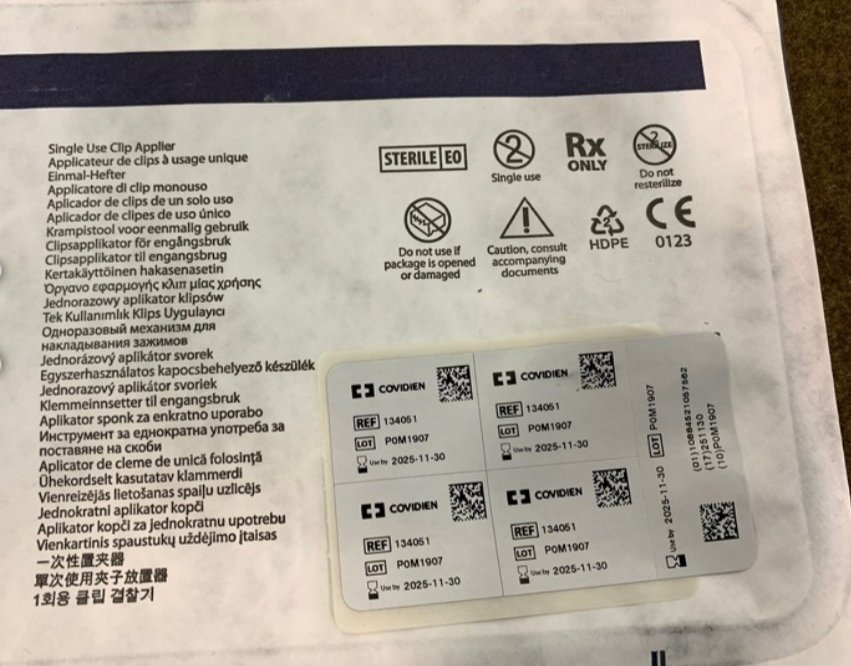 Single Use Clip Applier
Applicateur de clips à usage unique
Einmal-Hefter
Applicatore di clip monouso
Aplicador de clips de un solo uso
Aplicador de clipes de uso único
Krampistool voor eenmalig gebruik
Clipsapplikator för engångsbruk
Clipsapplikator til engangsbrug
Kertakäyttöinen hakasenasetin
Όργανο εφαρμογής κλιπ μίας χρήσης
Jednorazowy aplikator klipsów
Tek Kullanımlık Klips Uygulayıcı
Одноразовый механизм для
накладывания зажимов
Jednorázový aplikátor svorek
Egyszerhasználatos kapocsbehelyező készülék
Jednorazový aplikátor svoriek
Klemmeinnsetter til engangsbruk
Aplikator sponk za enkratno uporabo
Инструмент за еднократна употреба за
поставяне на скоби
Aplicator de cleme de unică folosință
Ühekordselt kasutatav klammerdi
Vienreizējās lietošanas spaiļu uzlicējs
Jednokratni aplikator kopči
Aplikator kopči za jednokratnu upotrebu
Vienkartinis spaustukų uždėjimo įtaisas
一次性置夹器
單次使用夾子放置器
1회용 클립 결찰기
STERILE EO
2
Single use
Rx
ONLY
2
STERILIZE
Do not
resterilize
Do not use if
package is opened
or damaged
Caution, consult
accompanying
documents
2
HDPE
CE
0123
COVIDIEN
REF 134051
LOT P0M1907
Use by 2025-11-30
COVIDIEN
REF 134051
LOT P0M1907
Use by 2025-11-30
COVIDIEN
REF 134051
LOT P0M1907
Use by 2025-11-30
COVIDIEN
REF 134051
LOT P0M1907
Use by 2025-11-30
Use by 2025-11-30 LOT P0M1907
(01)10884521057562
(17)251130
(10)P0M1907